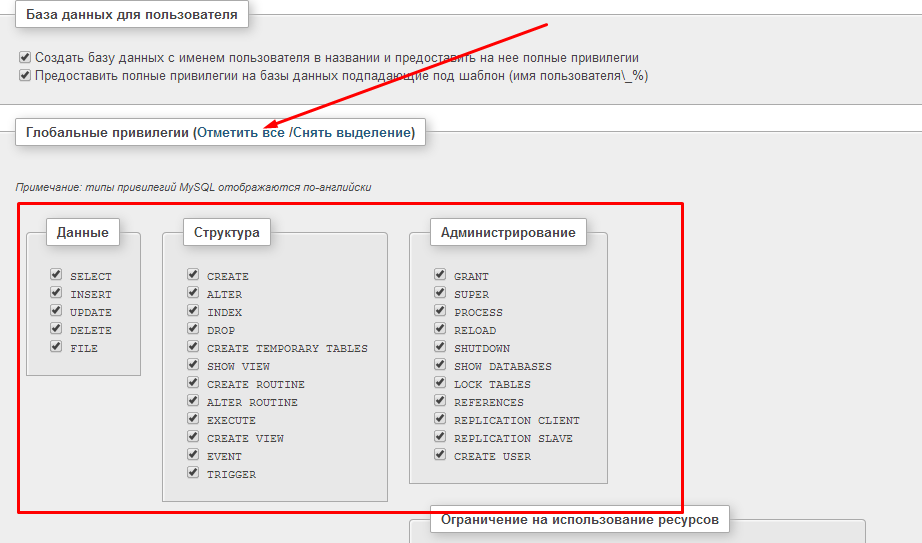 База данных для пользователя
Создать базу данных с именем пользователя в названии и предоставить на нее полные привилегии
Предоставить полные привилегии на базы данных подпадающие под шаблон (имя пользователя\_%)
Глобальные привилегии (Отметить все /Снять выделение)
Примечание: типы привилегий MySQL отображаются по-английски
Данные
SELECT
INSERT
UPDATE
DELETE
FILE
Структура
CREATE
ALTER
INDEX
DROP
CREATE TEMPORARY TABLES
SHOW VIEW
CREATE ROUTINE
ALTER ROUTINE
EXECUTE
CREATE VIEW
EVENT
TRIGGER
Администрирование
GRANT
SUPER
PROCESS
RELOAD
SHUTDOWN
SHOW DATABASES
LOCK TABLES
REFERENCES
REPLICATION CLIENT
REPLICATION SLAVE
CREATE USER
Ограничение на использование ресурсов